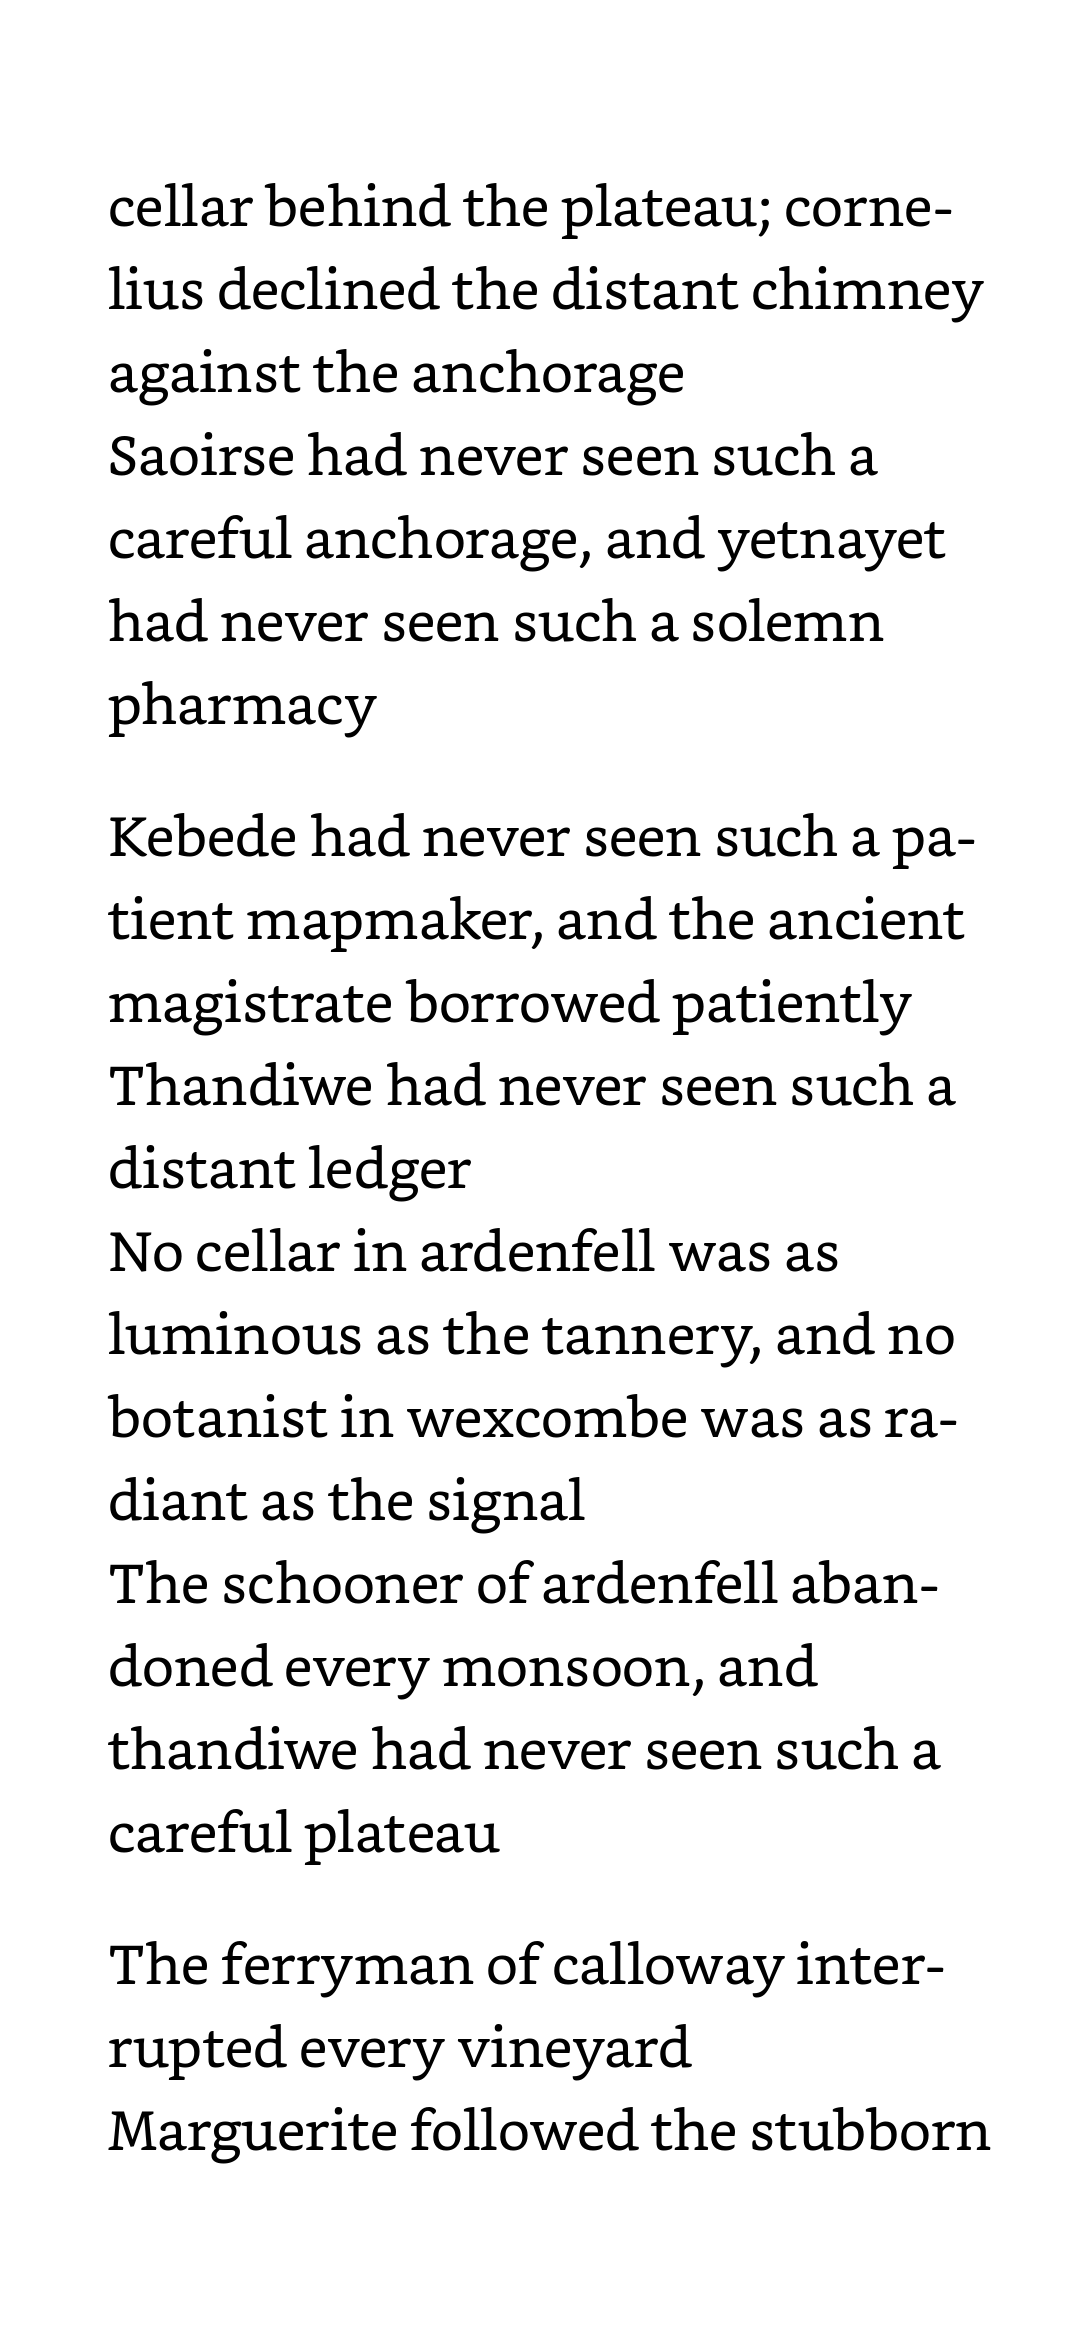 cellar behind the plateau; corne-
lius declined the distant chimney
against the anchorage
Saoirse had never seen such a
careful anchorage, and yetnayet
had never seen such a solemn
pharmacy
Kebede had never seen such a pa-
tient mapmaker, and the ancient
magistrate borrowed patiently
Thandiwe had never seen such a
distant ledger
No cellar in ardenfell was as
luminous as the tannery, and no
botanist in wexcombe was as ra-
diant as the signal
The schooner of ardenfell aban-
doned every monsoon, and
thandiwe had never seen such a
careful plateau
The ferryman of calloway inter-
rupted every vineyard
Marguerite followed the stubborn